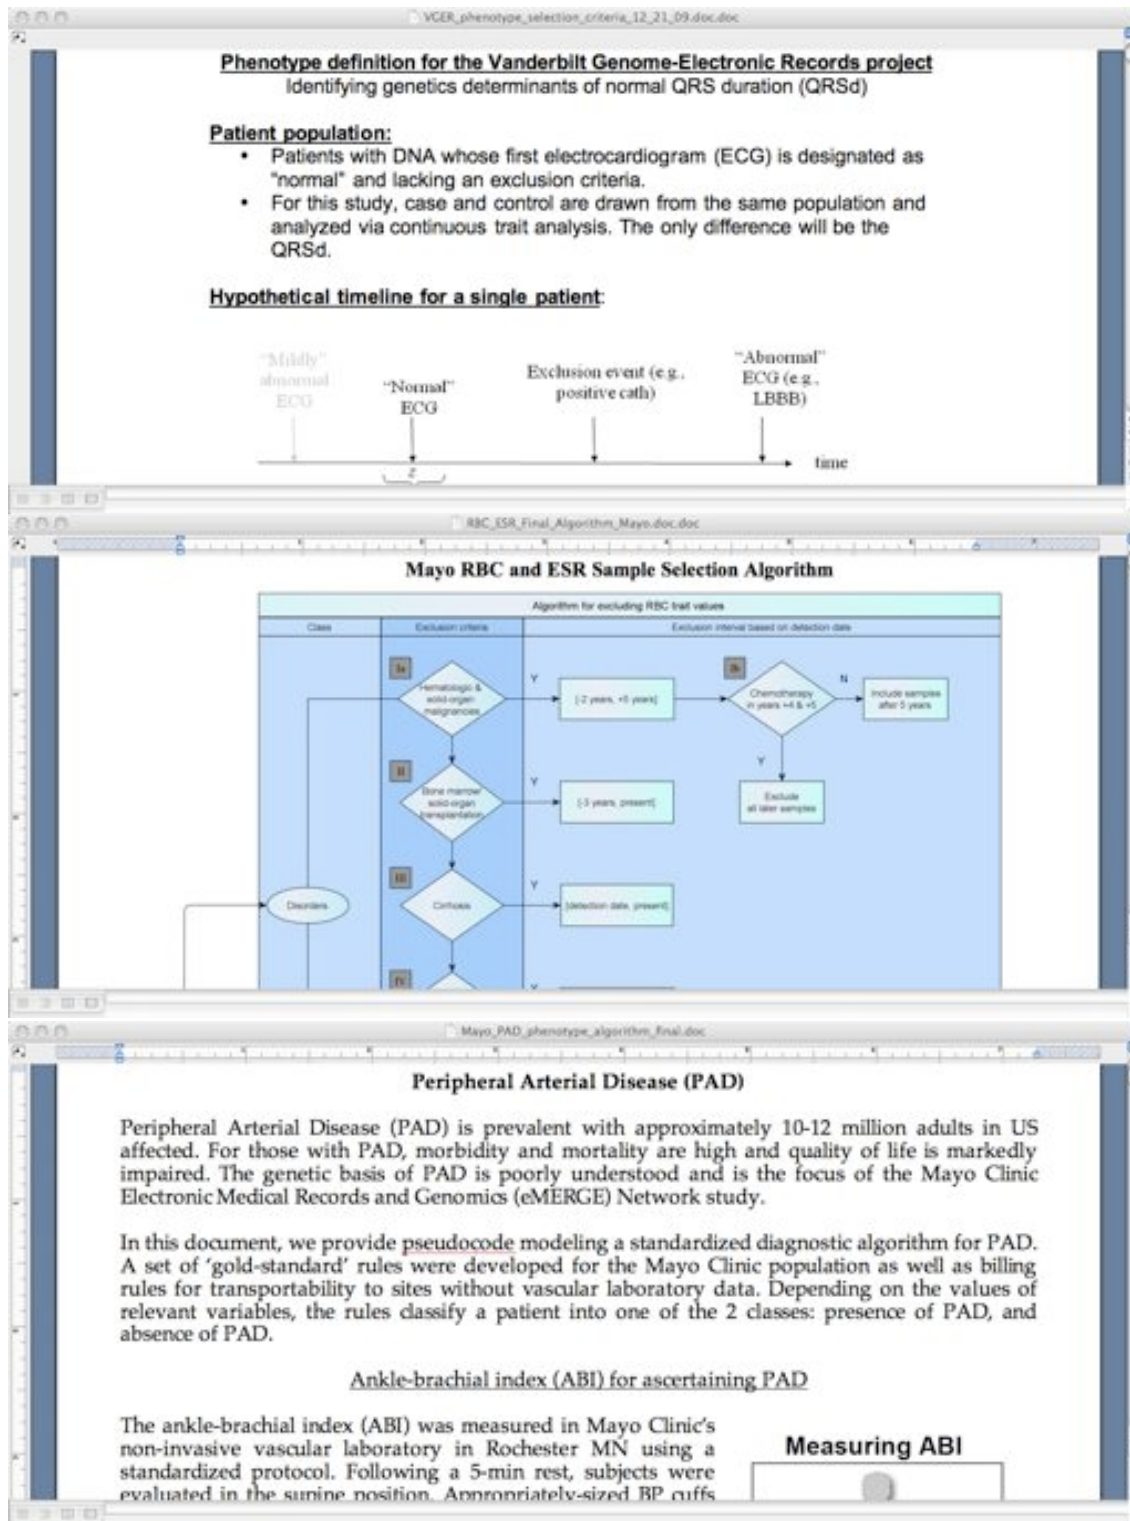 VGER_phenotype_selection_criteria_12_21_09.doc.doc
Phenotype definition for the Vanderbilt Genome-Electronic Records project
Identifying genetics determinants of normal QRS duration (QRSd)
Patient population:
• Patients with DNA whose first electrocardiogram (ECG) is designated as
"normal" and lacking an exclusion criteria.
• For this study, case and control are drawn from the same population and
analyzed via continuous trait analysis. The only difference will be the
QRSd.
Hypothetical timeline for a single patient:
"Mildly"
abnormal
ECG
"Normal"
ECG
Exclusion event (e.g.,
positive cath)
"Abnormal"
ECG (e.g.,
LBBB)
time
RBC_ESR_Final_Algorithm_Mayo.doc.doc
Mayo RBC and ESR Sample Selection Algorithm
Algorithm for excluding RBC trait values
Class
Exclusion criteria
Exclusion interval based on detection date
Ia
Hematologic &
solid-organ
malignancies
Y
[-2 years, +5 years]
Ib
Chemotherapy
in years +4 & +5
N
Include samples
after 5 years
Y
Exclude
all later samples
II
Bone marrow/
solid-organ
transplantation
Y
[-3 years, present]
III
Cirrhosis
Y
[detection date, present]
Disorders
IV
Y
Mayo_PAD_phenotype_algorithm_final.doc
Peripheral Arterial Disease (PAD)
Peripheral Arterial Disease (PAD) is prevalent with approximately 10-12 million adults in US
affected. For those with PAD, morbidity and mortality are high and quality of life is markedly
impaired. The genetic basis of PAD is poorly understood and is the focus of the Mayo Clinic
Electronic Medical Records and Genomics (eMERGE) Network study.
In this document, we provide pseudocode modeling a standardized diagnostic algorithm for PAD.
A set of 'gold-standard' rules were developed for the Mayo Clinic population as well as billing
rules for transportability to sites without vascular laboratory data. Depending on the values of
relevant variables, the rules classify a patient into one of the 2 classes: presence of PAD, and
absence of PAD.
Ankle-brachial index (ABI) for ascertaining PAD
The ankle-brachial index (ABI) was measured in Mayo Clinic's
non-invasive vascular laboratory in Rochester MN using a
standardized protocol. Following a 5-min rest, subjects were
evaluated in the supine position. Appropriately-sized BP cuffs
Measuring ABI